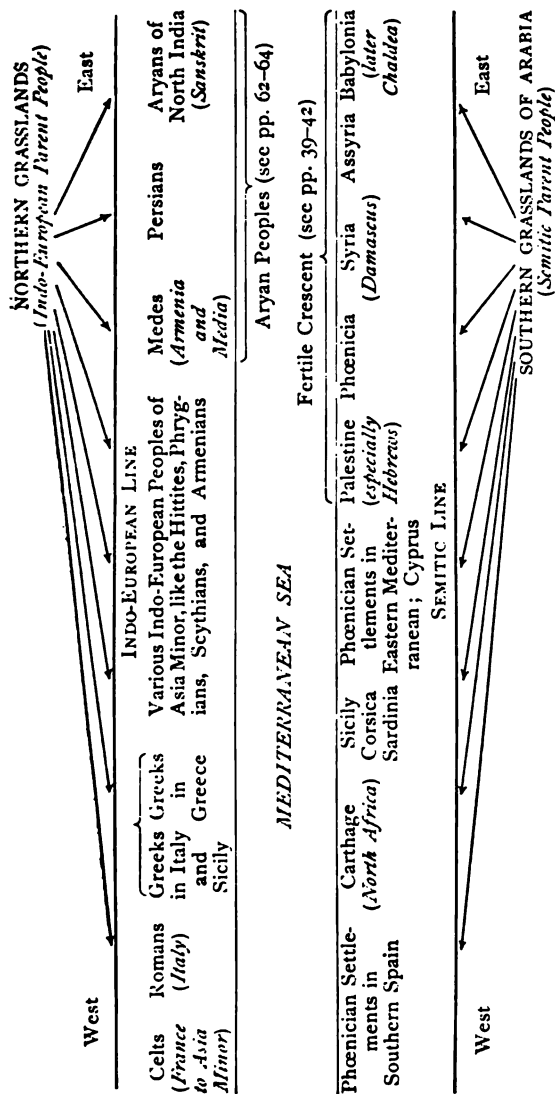 NORTHERN GRASSLANDS
(Indo-European Parent People)
West
East
INDO-EUROPEAN LINE
Celts
(France
to Asia
Minor)
Romans
(Italy)
Greeks
in Italy
and
Sicily
Greeks
in
Greece
Various Indo-European Peoples of
Asia Minor, like the Hittites, Phryg-
ians, Scythians, and Armenians
Medes
(Armenia
and
Media)
Persians
Aryans of
North India
(Sanskrit)
Aryan Peoples (see pp. 62–64)
MEDITERRANEAN SEA
Fertile Crescent (see pp. 39–42)
Phœnician Settle-
ments in
Southern Spain
Carthage
(North Africa)
Sicily
Corsica
Sardinia
Phœnician Set-
tlements in
Eastern Mediter-
ranean; Cyprus
Palestine
(especially
Hebrews)
Phœnicia
Syria
(Damascus)
Assyria
Babylonia
(later
Chaldea)
SEMITIC LINE
West
East
SOUTHERN GRASSLANDS OF ARABIA
(Semitic Parent People)